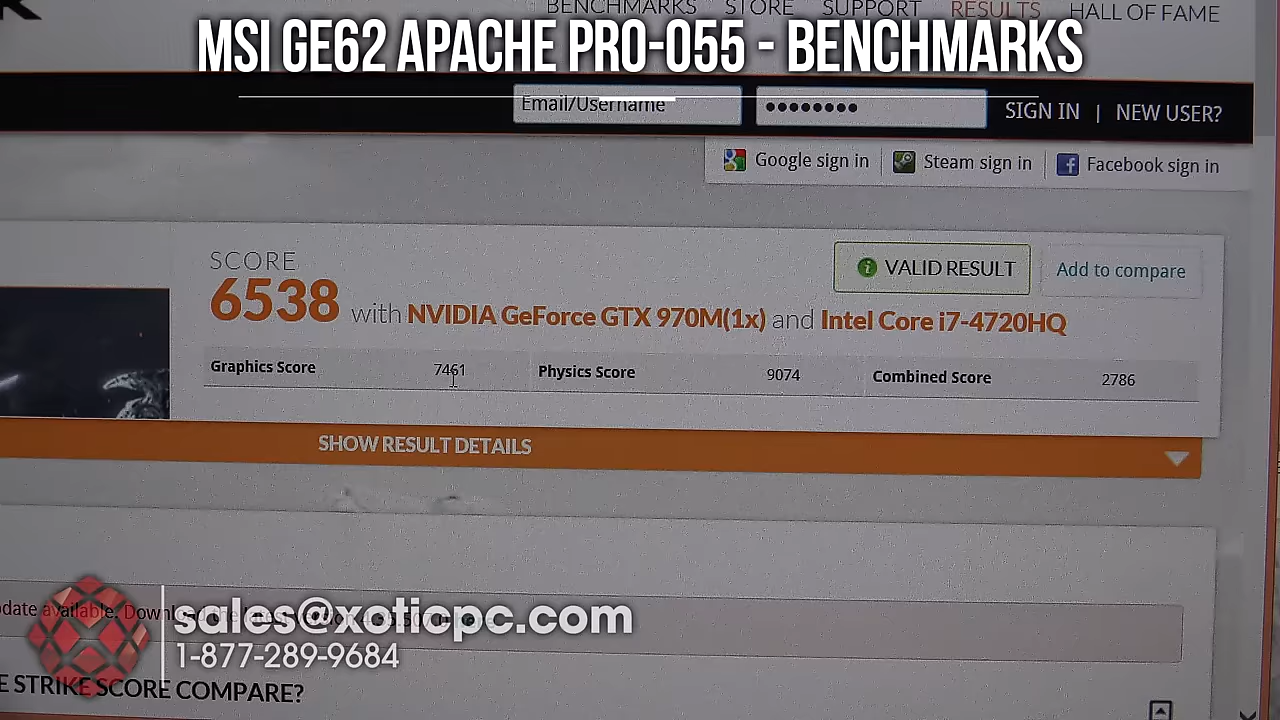 BENCHMARKS STORE SUPPORT RESULTS HALL OF FAME
MSI GE62 APACHE PRO-055 - BENCHMARKS
Email/Username SIGN IN | NEW USER?
Google sign in Steam sign in Facebook sign in
SCORE
VALID RESULT Add to compare
6538 with NVIDIA GeForce GTX 970M(1x) and Intel Core i7-4720HQ
Graphics Score 7461 Physics Score 9074 Combined Score 2786
SHOW RESULT DETAILS
date available. Download
sales@xoticpc.com
1-877-289-9684
E STRIKE SCORE COMPARE?